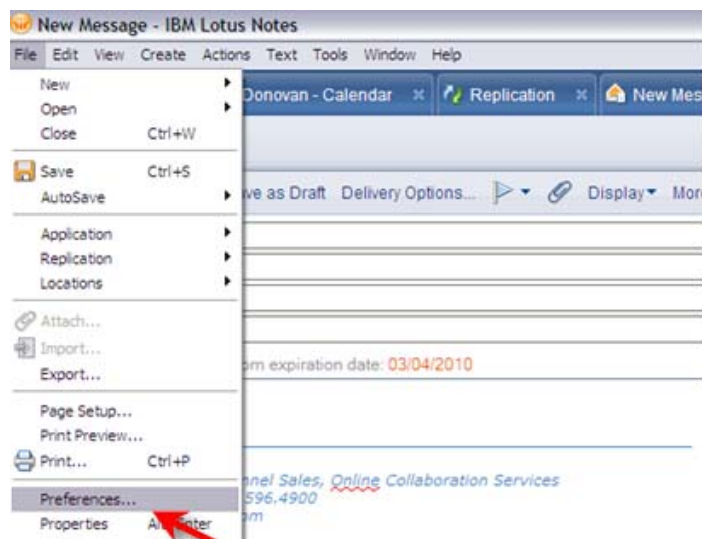 New Message - IBM Lotus Notes
File Edit View Create Actions Text Tools Window Help
Donovan - Calendar Replication New Mes
New
Open
Close Ctrl+W
Save Ctrl+S
AutoSave
as Draft Delivery Options... Display More
Application
Replication
Locations
Attach...
Import...
Export...
expiration date: 03/04/2010
Page Setup...
Print Preview...
Print... Ctrl+P
Sales, Online Collaboration Services
596.4900
Preferences...
Properties